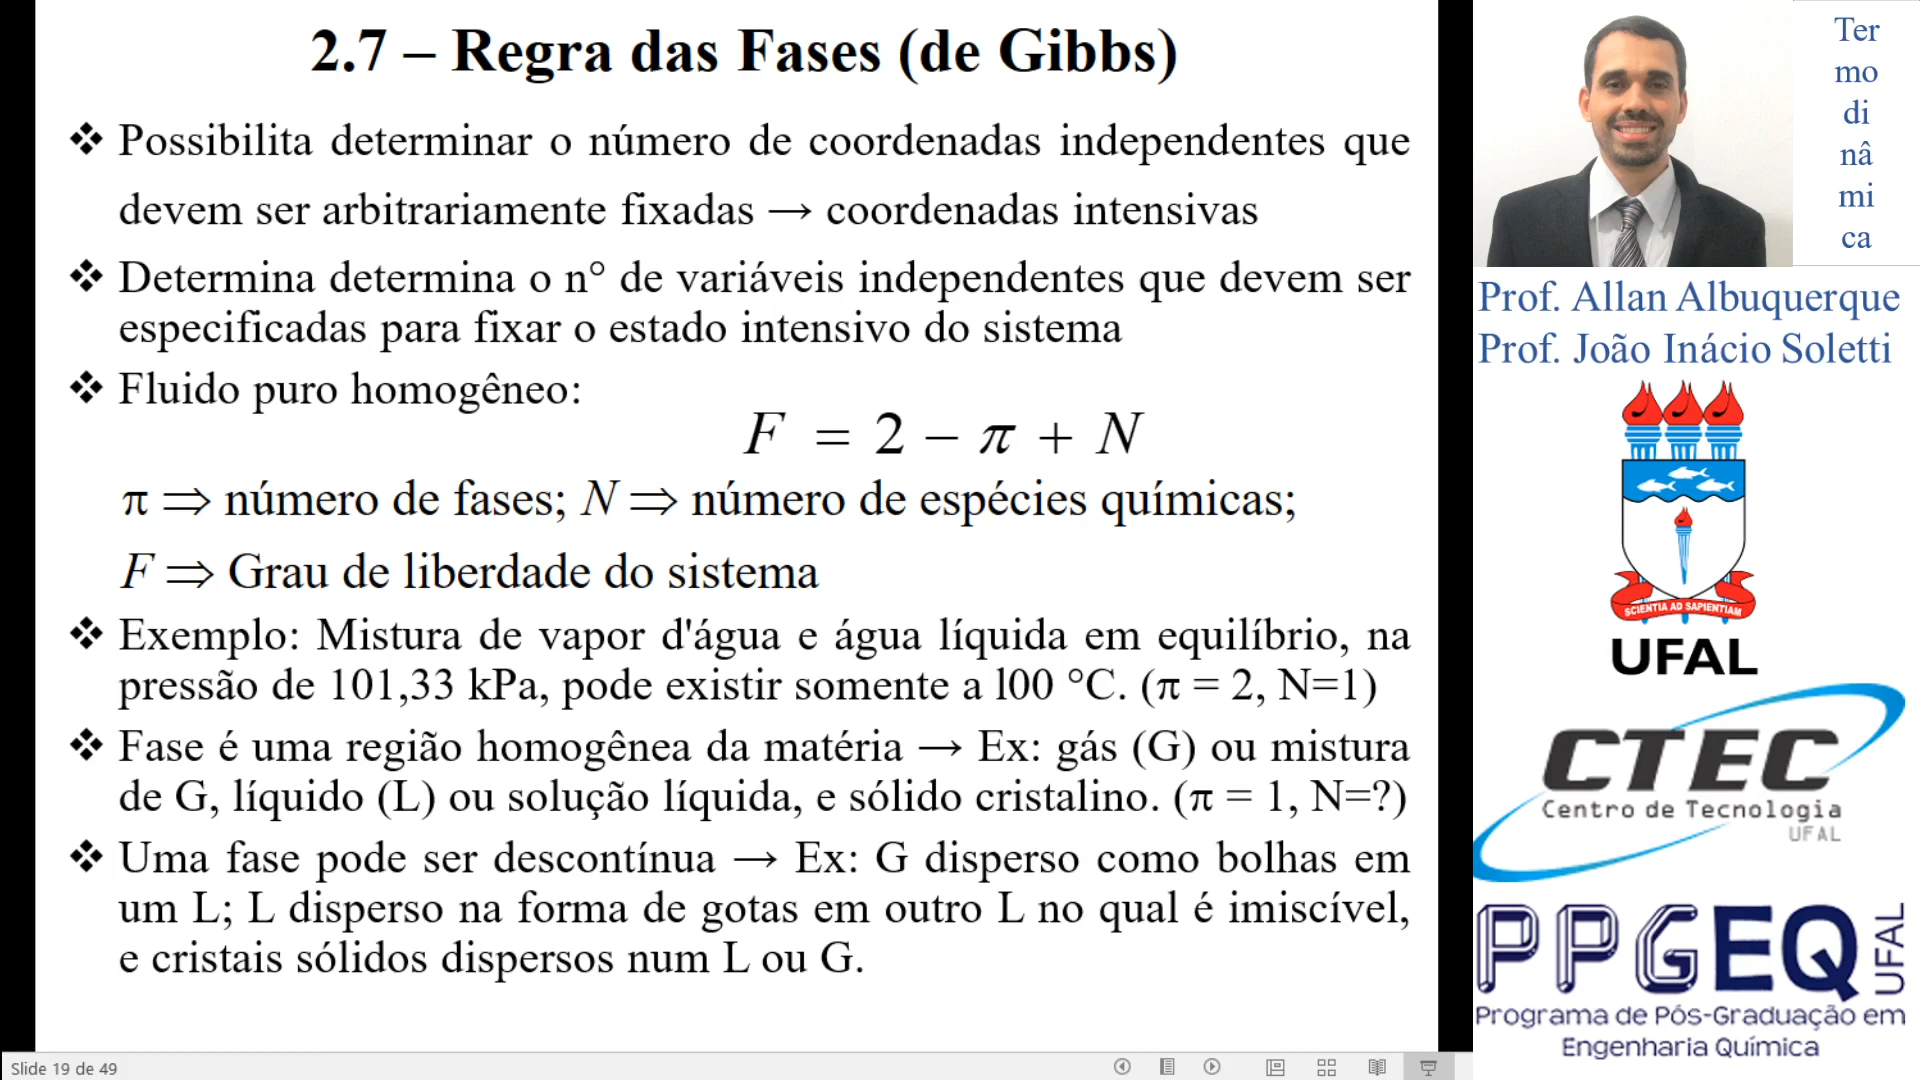 2.7 – Regra das Fases (de Gibbs)
❖ Possibilita determinar o número de coordenadas independentes que
devem ser arbitrariamente fixadas → coordenadas intensivas
❖ Determina determina o n° de variáveis independentes que devem ser
especificadas para fixar o estado intensivo do sistema
❖ Fluido puro homogêneo:
F = 2 − π + N
π ⇒ número de fases; N ⇒ número de espécies químicas;
F ⇒ Grau de liberdade do sistema
❖ Exemplo: Mistura de vapor d'água e água líquida em equilíbrio, na
pressão de 101,33 kPa, pode existir somente a l00 °C. (π = 2, N=1)
❖ Fase é uma região homogênea da matéria → Ex: gás (G) ou mistura
de G, líquido (L) ou solução líquida, e sólido cristalino. (π = 1, N=?)
❖ Uma fase pode ser descontínua → Ex: G disperso como bolhas em
um L; L disperso na forma de gotas em outro L no qual é imiscível,
e cristais sólidos dispersos num L ou G.
Slide 19 de 49
Ter
mo
di
nâ
mi
ca
Prof. Allan Albuquerque
Prof. João Inácio Soletti
SCIENTIA AD SAPIENTIAM
UFAL
CTEC
Centro de Tecnologia
UFAL
PPGEQ
UFAL
Programa de Pós-Graduação em
Engenharia Química